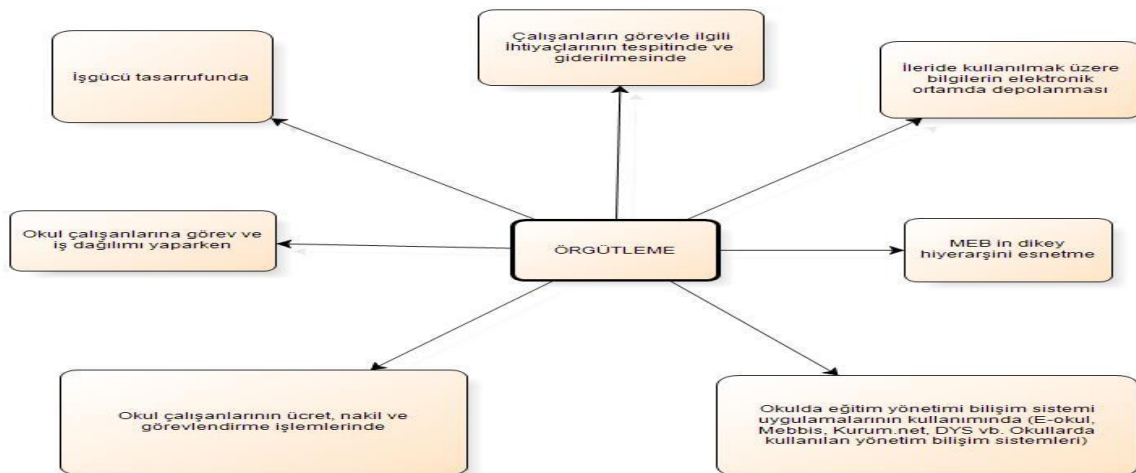 Çalışanların görevle ilgili
İhtiyaçlarının tespitinde ve
giderilmesinde
İşgücü tasarrufunda
İleride kullanılmak üzere
bilgilerin elektronik
ortamda depolanması
Okul çalışanlarına görev ve
iş dağılımı yaparken
ÖRGÜTLEME
MEB in dikey
hiyerarşini esnetme
Okul çalışanlarının ücret, nakil ve
görevlendirme işlemlerinde
Okulda eğitim yönetimi bilişim sistemi
uygulamalarının kullanımında (E-okul,
Mebbis, Kurum.net, DYS vb. Okullarda
kullanılan yönetim bilişim sistemleri)